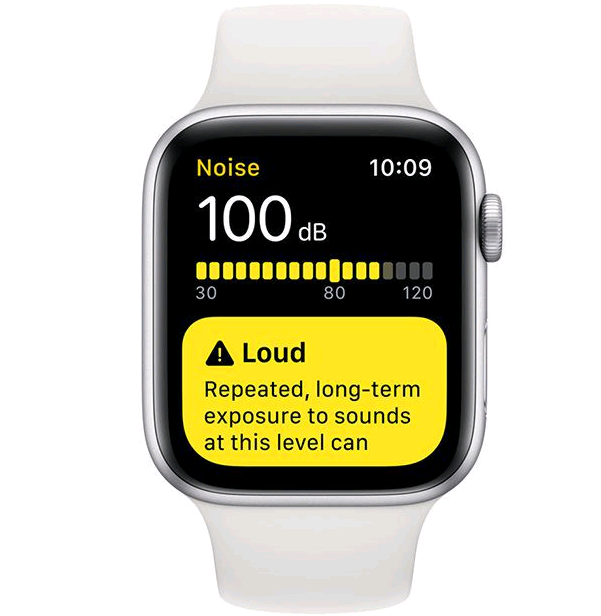 Noise 10:09
100 dB
30 80 120
Loud
Repeated, long-term
exposure to sounds
at this level can